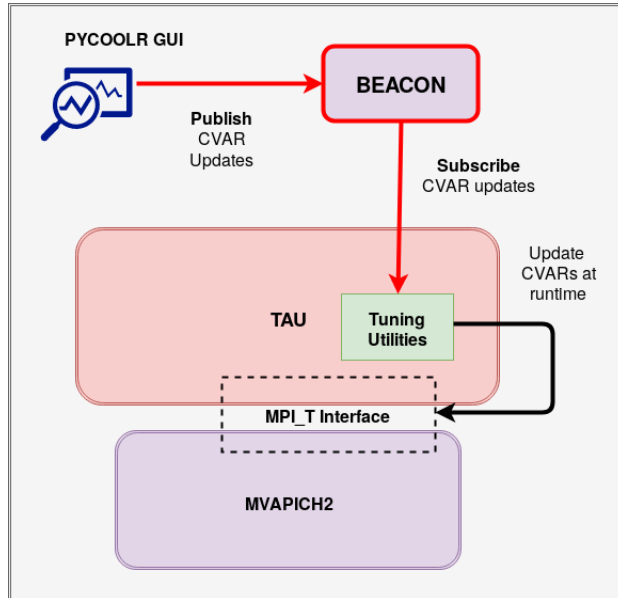 PYCOOLR GUI
BEACON
Publish
CVAR
Updates
Subscribe
CVAR updates
Update
CVARs at
runtime
TAU
Tuning
Utilities
MPI_T Interface
MVAPICH2